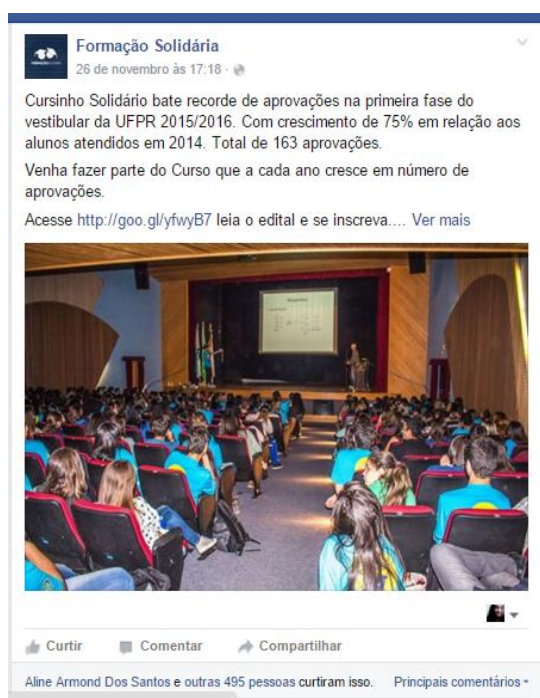 Formação Solidária
26 de novembro às 17:18 ·
Cursinho Solidário bate recorde de aprovações na primeira fase do
vestibular da UFPR 2015/2016. Com crescimento de 75% em relação aos
alunos atendidos em 2014. Total de 163 aprovações.
Venha fazer parte do Curso que a cada ano cresce em número de
aprovações.
Acesse http://goo.gl/yfwyB7 leia o edital e se inscreva.... Ver mais
Curtir Comentar Compartilhar
Aline Armond Dos Santos e outras 495 pessoas curtiram isso. Principais comentários